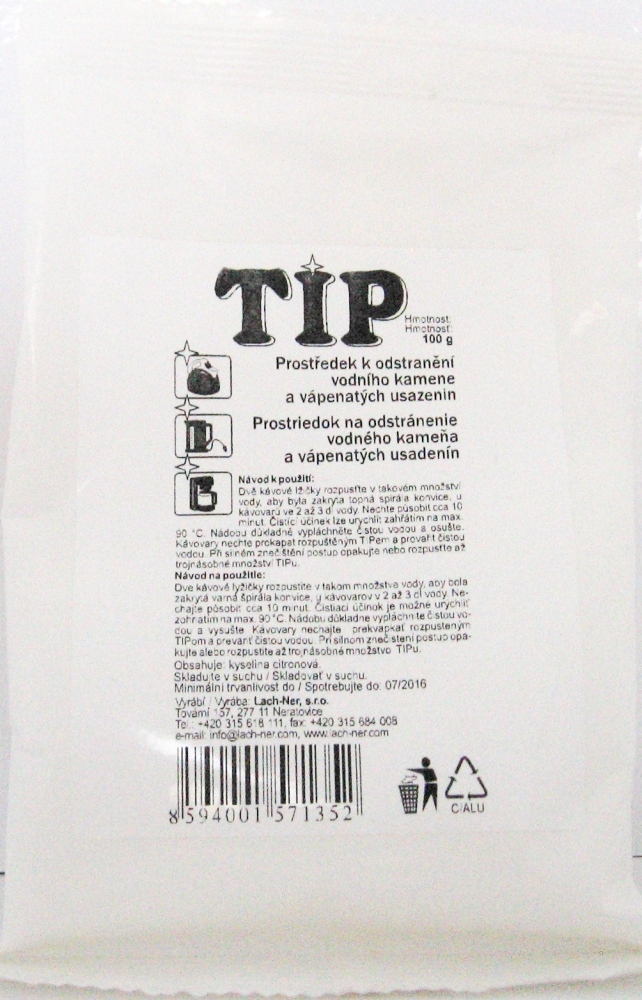 TIP
Hmotnost:
Hmotnosť:
100 g
Prostředek k odstranění
vodního kamene
a vápenatých usazenin
Prostriedok na odstránenie
vodného kameňa
a vápenatých usadenín
Návod k použití:
Dvě kávové lžičky rozpusťte v takovém množství
vody, aby byla zakryta topná spirála konvice, u
kávovarů ve 2 až 3 dl vody. Nechte působit cca 10
minut. Čisticí účinek lze urychlit zahřátím na max.
90 °C. Nádobu důkladně vypláchněte čistou vodou a osušte.
Kávovary nechte prokapat rozpuštěným TIPem a provařit čistou
vodou. Při silném znečištění postup opakujte nebo rozpusťte až
trojnásobné množství TIPu.
Návod na použitie:
Dve kávové lyžičky rozpustite v takom množstve vody, aby bola
zakrytá varná špirála konvice, u kávovarov v 2 až 3 dl vody. Ne-
chajte pôsobiť cca 10 minút. Čistiaci účinok je možné urýchliť
zohriatím na max. 90 °C. Nádobu dôkladne vypláchnite čistou vo-
dou a vysušte. Kávovary nechajte prekvapkať rozpusteným
TIPom a prevariť čistou vodou. Pri silnom znečistení postup opa-
kujte alebo rozpustite až trojnásobné množstvo TIPu.
Obsahuje: kyselina citronová.
Skladujte v suchu / Skladovať v suchu.
Minimální trvanlivost do / Spotrebujte do: 07/2016
Vyrábí / Vyrába: Lach-Ner, s.r.o.
Tovární 157, 277 11 Neratovice
Tel.: +420 315 618 111, fax: +420 315 684 008
e-mail: info@lach-ner.com, www.lach-ner.com
8 594001 571352
C/ALU